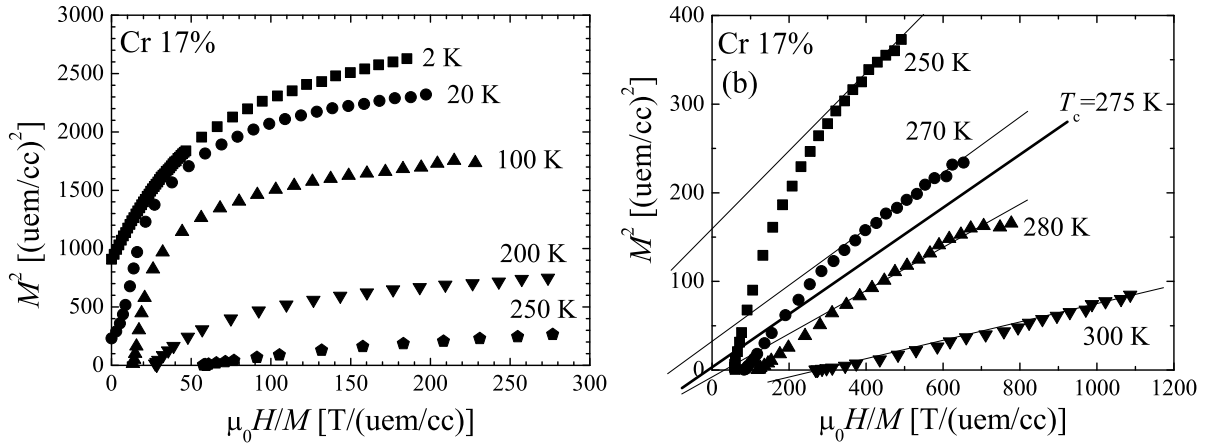 Cr 17%
3000
2500
2000
1500
1000
500
0
M² [(uem/cc)²]
2 K
20 K
100 K
200 K
250 K
0 50 100 150 200 250 300
μ₀H/M [T/(uem/cc)]
Cr 17%
(b)
400
300
200
100
0
M² [(uem/cc)²]
250 K
T_c=275 K
270 K
280 K
300 K
0 200 400 600 800 1000 1200
μ₀H/M [T/(uem/cc)]